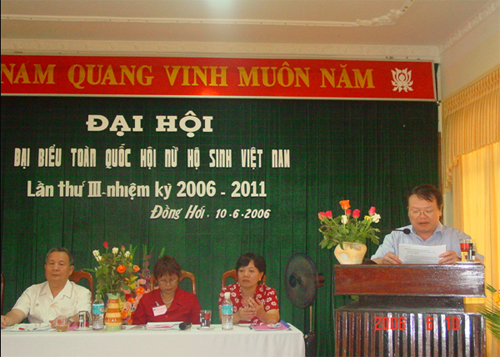 NAM QUANG VINH MUÔN NĂM
ĐẠI HỘI
ĐẠI BIỂU TOÀN QUỐC HỘI NỮ HỘ SINH VIỆT NAM
Lần thứ III - nhiệm kỳ 2006 - 2011
Đồng Hới . 10-6-2006
2006 6 10